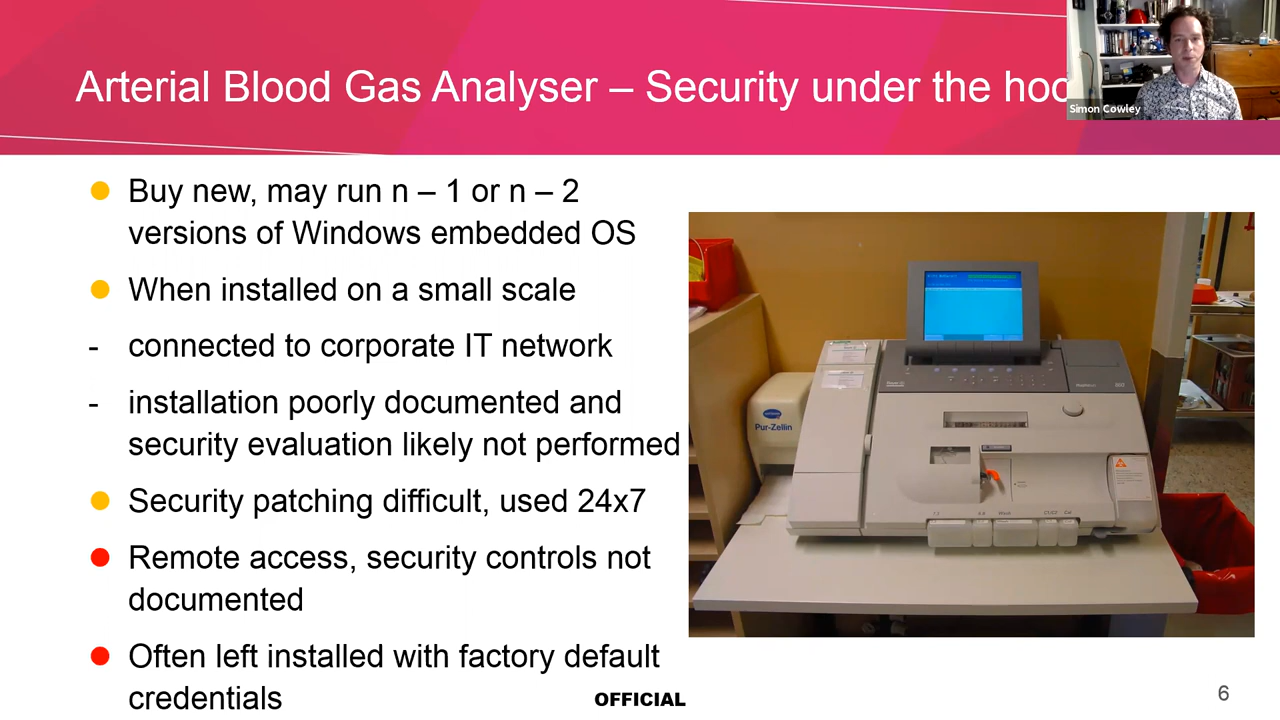 Arterial Blood Gas Analyser – Security under the
Simon Cowley
Buy new, may run n – 1 or n – 2
versions of Windows embedded OS
When installed on a small scale
- connected to corporate IT network
- installation poorly documented and
security evaluation likely not performed
Security patching difficult, used 24x7
Remote access, security controls not
documented
Often left installed with factory default
credentials
Pur-Zellin
OFFICIAL
6